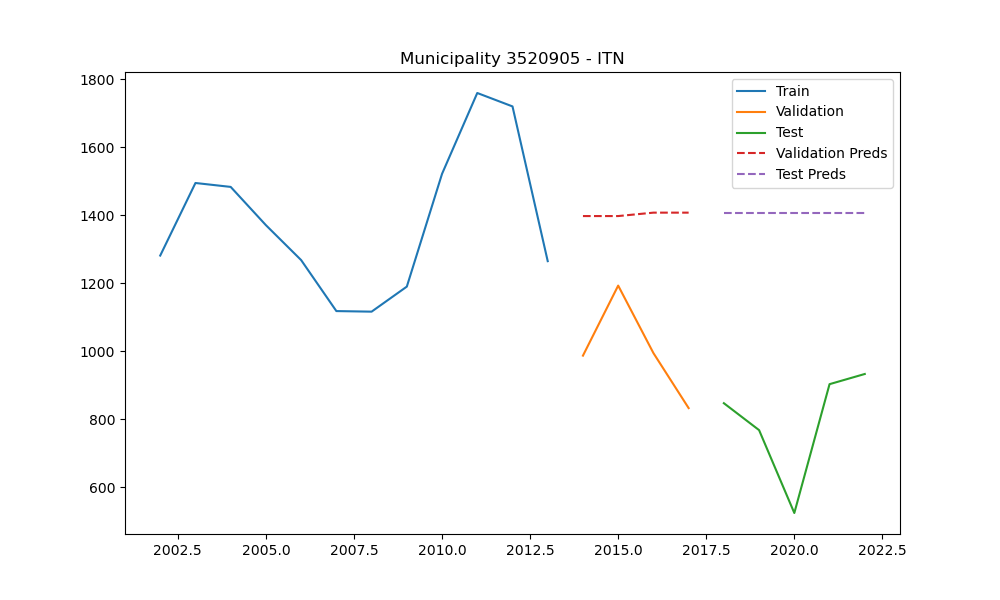 Municipality 3520905 - ITN
1800
1600
1400
1200
1000
800
600
Train
Validation
Test
Validation Preds
Test Preds
2002.5 2005.0 2007.5 2010.0 2012.5 2015.0 2017.5 2020.0 2022.5